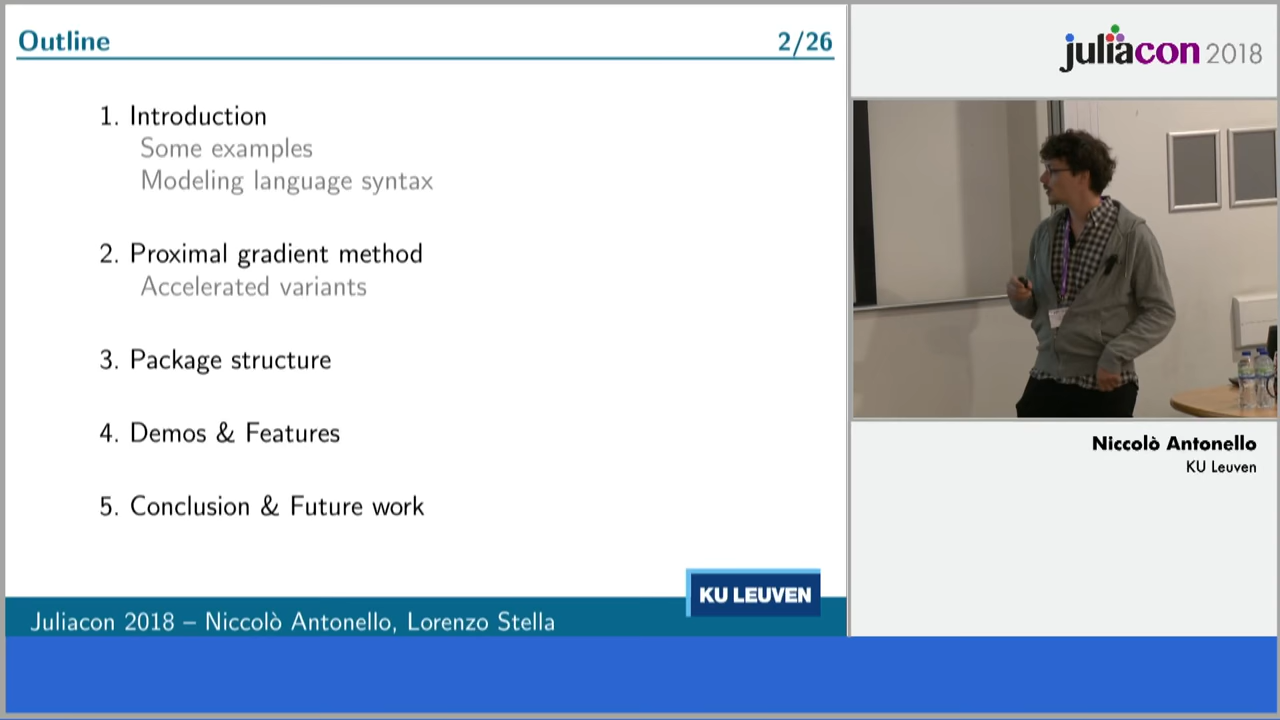 Outline
2/26
1. Introduction
Some examples
Modeling language syntax
2. Proximal gradient method
Accelerated variants
3. Package structure
4. Demos & Features
5. Conclusion & Future work
KU LEUVEN
Juliacon 2018 – Niccolò Antonello, Lorenzo Stella
juliacon 2018
Niccolò Antonello
KU Leuven